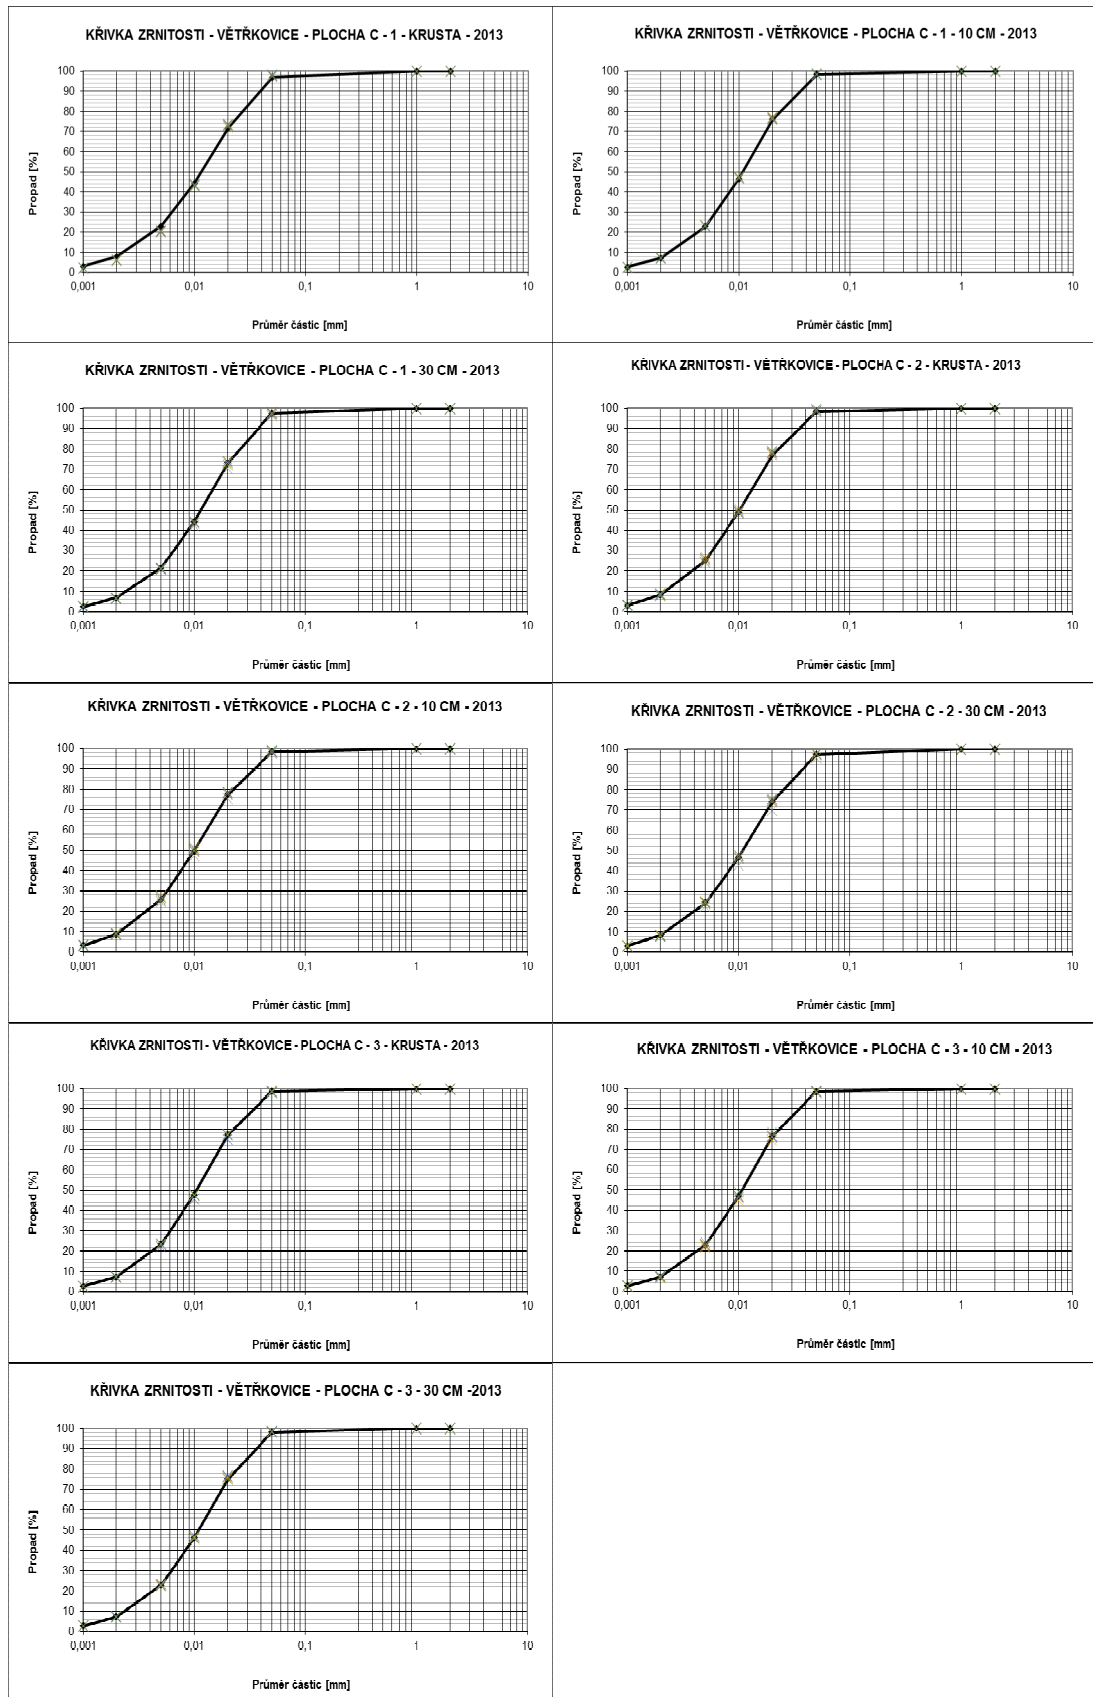 KŘIVKA ZRNITOSTI - VĚTŘKOVICE - PLOCHA C - 1 - KRUSTA - 2013
Propad [%]
100
90
80
70
60
50
40
30
20
10
0
0,001 0,01 0,1 1 10
Průměr částic [mm]
KŘIVKA ZRNITOSTI - VĚTŘKOVICE - PLOCHA C - 1 - 10 CM - 2013
Propad [%]
100
90
80
70
60
50
40
30
20
10
0
0,001 0,01 0,1 1 10
Průměr částic [mm]
KŘIVKA ZRNITOSTI - VĚTŘKOVICE - PLOCHA C - 1 - 30 CM - 2013
Propad [%]
100
90
80
70
60
50
40
30
20
10
0
0,001 0,01 0,1 1 10
Průměr částic [mm]
KŘIVKA ZRNITOSTI - VĚTŘKOVICE - PLOCHA C - 2 - KRUSTA - 2013
Propad [%]
100
90
80
70
60
50
40
30
20
10
0
0,001 0,01 0,1 1 10
Průměr částic [mm]
KŘIVKA ZRNITOSTI - VĚTŘKOVICE - PLOCHA C - 2 - 10 CM - 2013
Propad [%]
100
90
80
70
60
50
40
30
20
10
0
0,001 0,01 0,1 1 10
Průměr částic [mm]
KŘIVKA ZRNITOSTI - VĚTŘKOVICE - PLOCHA C - 2 - 30 CM - 2013
Propad [%]
100
90
80
70
60
50
40
30
20
10
0
0,001 0,01 0,1 1 10
Průměr částic [mm]
KŘIVKA ZRNITOSTI - VĚTŘKOVICE - PLOCHA C - 3 - KRUSTA - 2013
Propad [%]
100
90
80
70
60
50
40
30
20
10
0
0,001 0,01 0,1 1 10
Průměr částic [mm]
KŘIVKA ZRNITOSTI - VĚTŘKOVICE - PLOCHA C - 3 - 10 CM - 2013
Propad [%]
100
90
80
70
60
50
40
30
20
10
0
0,001 0,01 0,1 1 10
Průměr částic [mm]
KŘIVKA ZRNITOSTI - VĚTŘKOVICE - PLOCHA C - 3 - 30 CM -2013
Propad [%]
100
90
80
70
60
50
40
30
20
10
0
0,001 0,01 0,1 1 10
Průměr částic [mm]